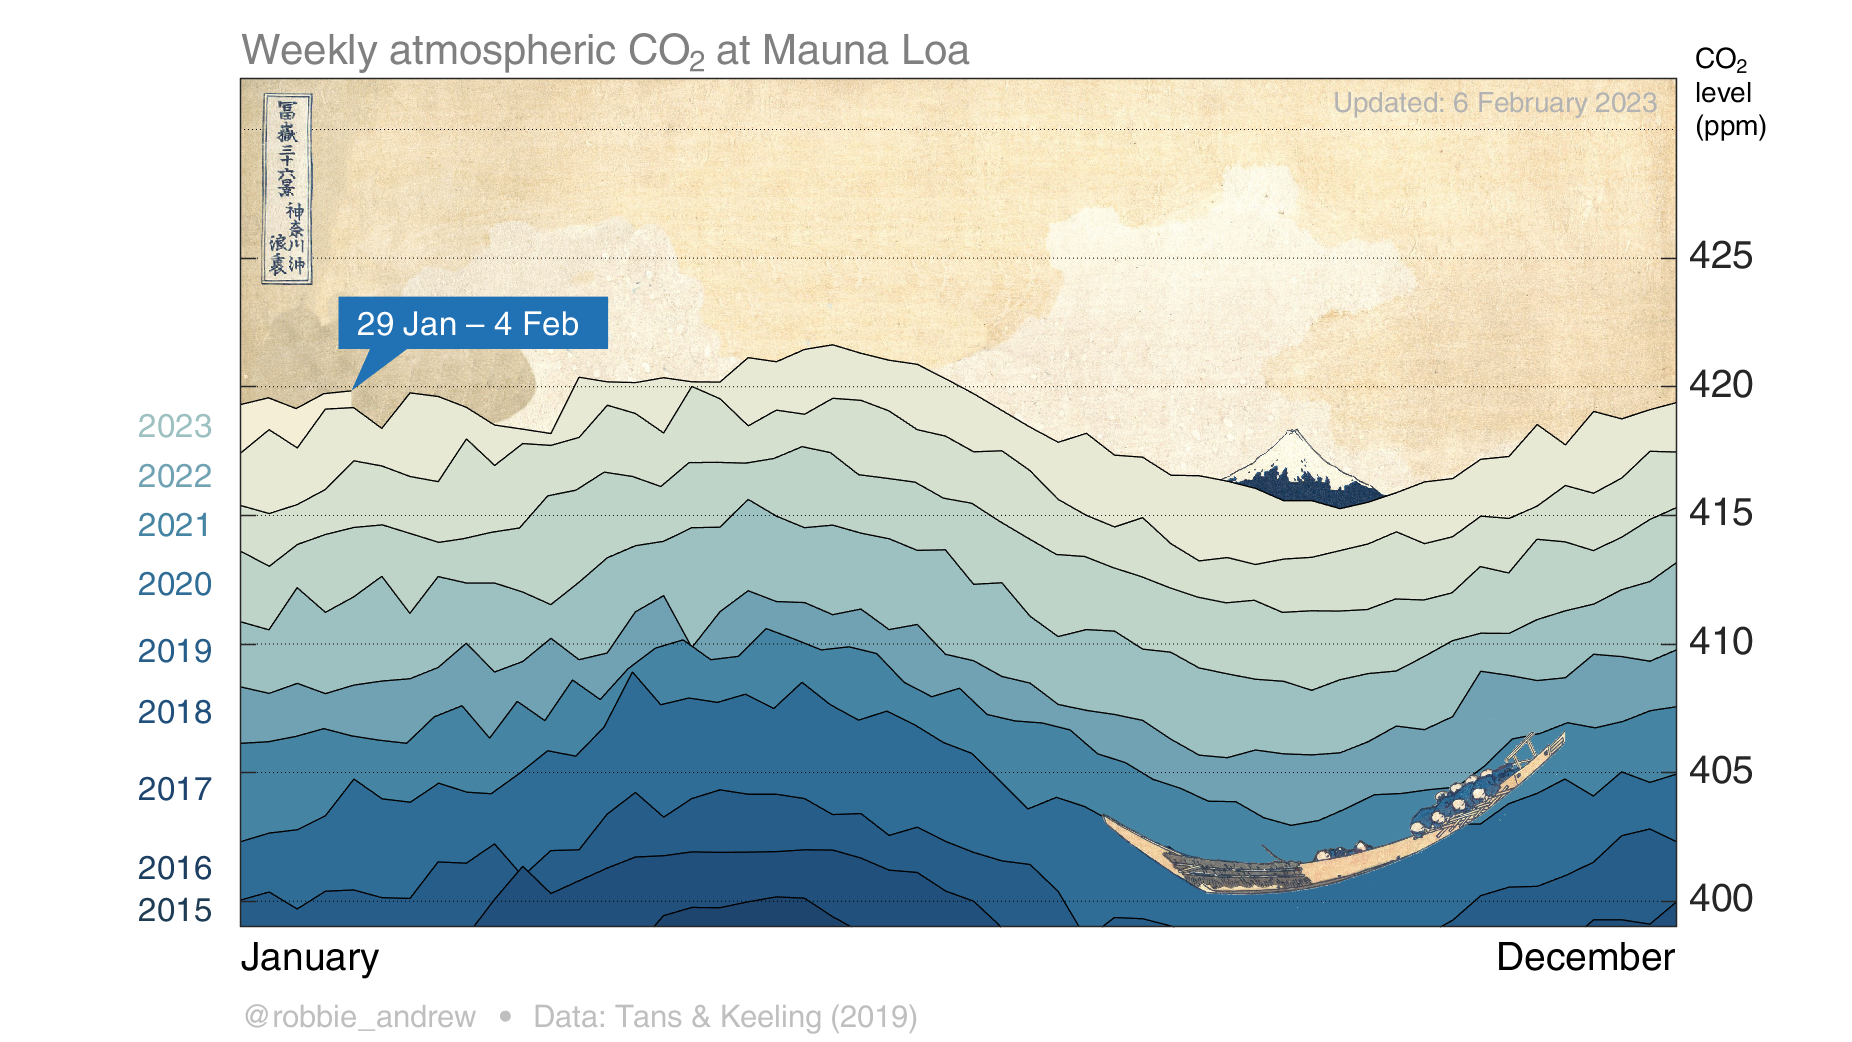 Weekly atmospheric CO₂ at Mauna Loa
CO₂
level
(ppm)
Updated: 6 February 2023
冨嶽三十六景
神奈川沖
浪裏
29 Jan – 4 Feb
425
420
415
410
405
400
2023
2022
2021
2020
2019
2018
2017
2016
2015
January
December
@robbie_andrew • Data: Tans & Keeling (2019)